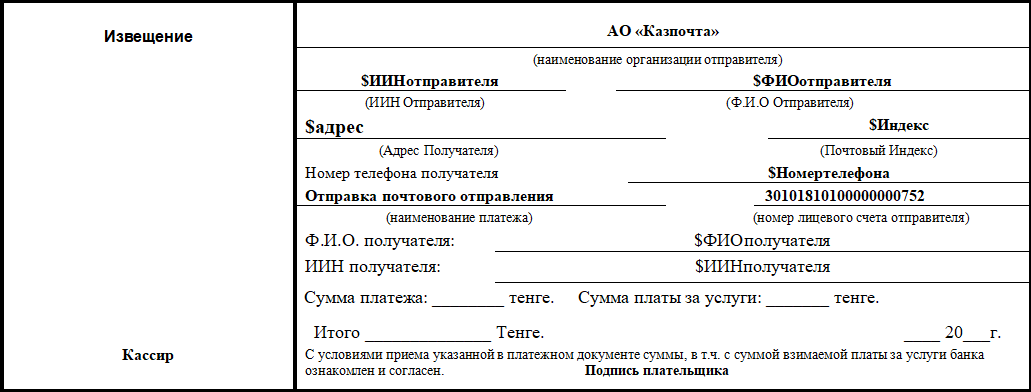 Извещение
АО «Казпочта»
(наименование организации отправителя)
$ИИНотправителя $ФИОотправителя
(ИИН Отправителя) (Ф.И.О Отправителя)
$адрес $Индекс
(Адрес Получателя) (Почтовый Индекс)
Номер телефона получателя $Номертелефона
Отправка почтового отправления 30101810100000000752
(наименование платежа) (номер лицевого счета отправителя)
Ф.И.О. получателя: $ФИОполучателя
ИИН получателя: $ИИНполучателя
Сумма платежа: ________ тенге. Сумма платы за услуги: _______ тенге.
Итого ______________ Тенге. ____ 20___г.
Кассир
С условиями приема указанной в платежном документе суммы, в т.ч. с суммой взимаемой платы за услуги банка
ознакомлен и согласен. Подпись плательщика